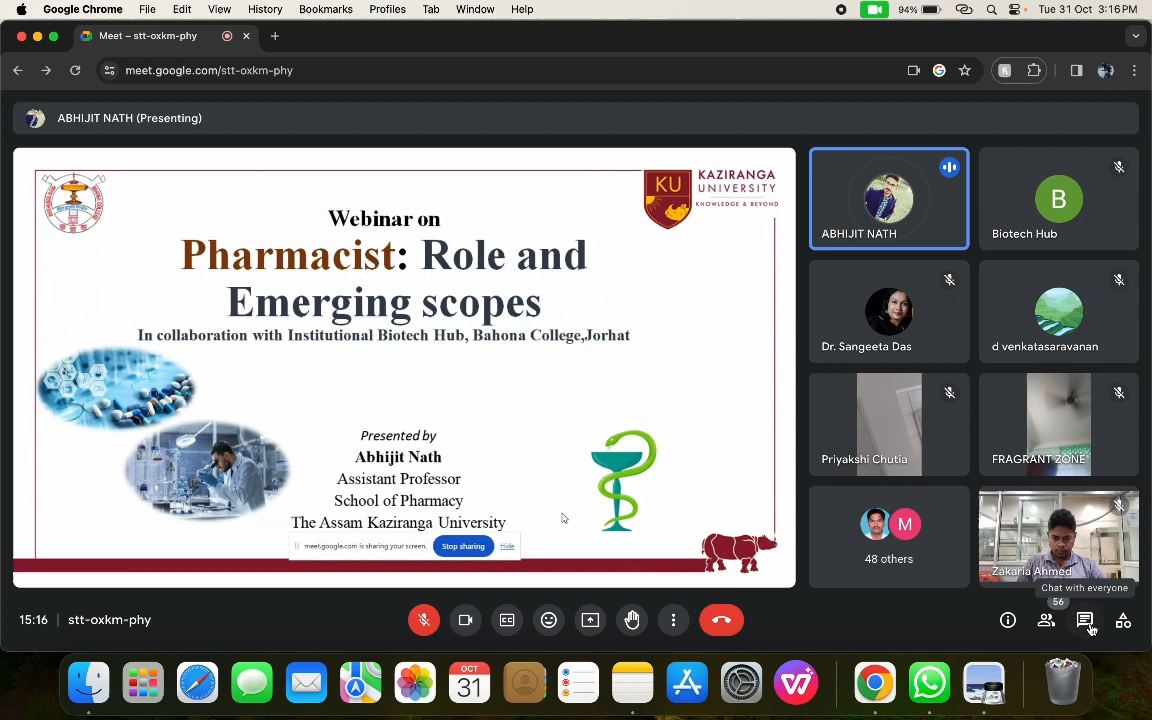 Google Chrome File Edit View History Bookmarks Profiles Tab Window Help 94% Tue 31 Oct 3:16 PM
Meet – stt-oxkm-phy
meet.google.com/stt-oxkm-phy
ABHIJIT NATH (Presenting)
KU
KAZIRANGA
UNIVERSITY
KNOWLEDGE & BEYOND
Webinar on
Pharmacist: Role and
Emerging scopes
In collaboration with Institutional Biotech Hub, Bahona College,Jorhat
Presented by
Abhijit Nath
Assistant Professor
School of Pharmacy
The Assam Kaziranga University
meet.google.com is sharing your screen. Stop sharing Hide
ABHIJIT NATH
B
Biotech Hub
Dr. Sangeeta Das
d venkatasaravanan
Priyakshi Chutia
FRAGRANT ZONE
M
48 others
Zakaria Ahmed
Chat with everyone
56
15:16 | stt-oxkm-phy
OCT
31